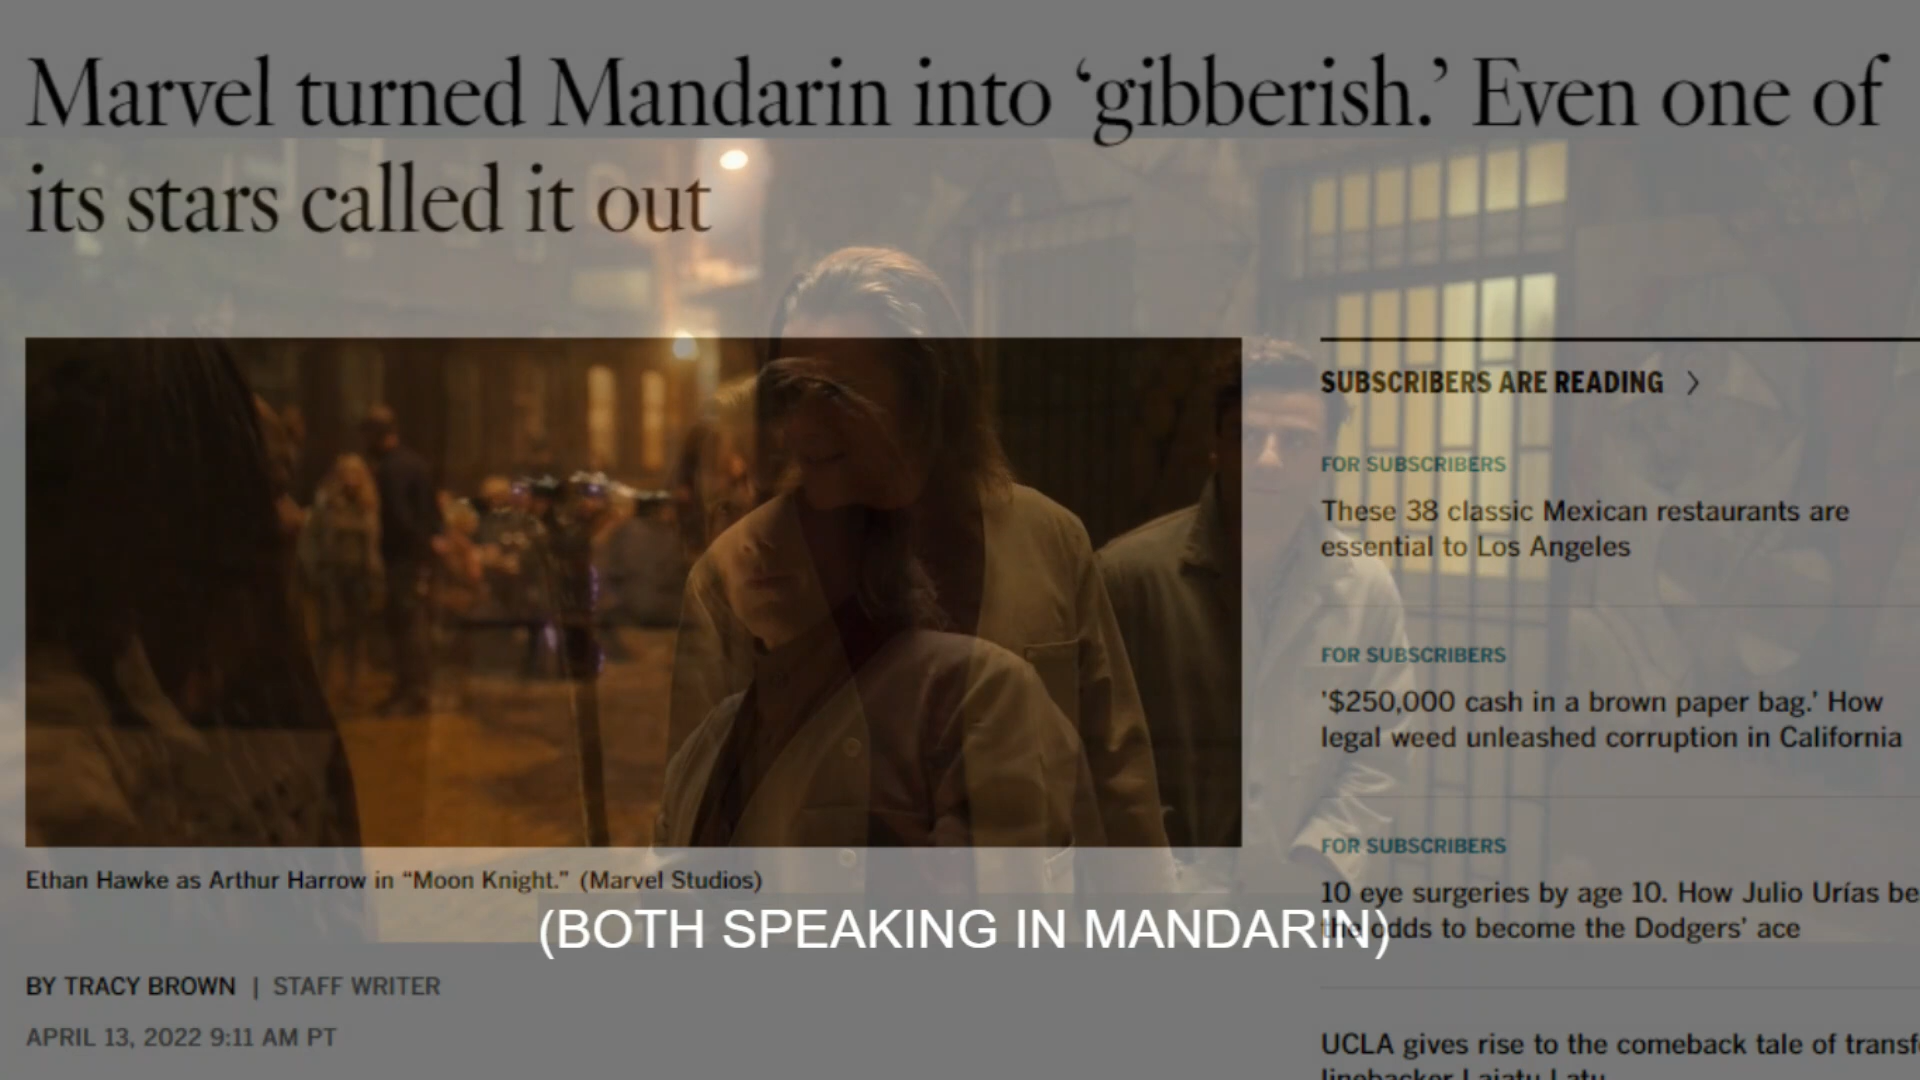 Marvel turned Mandarin into ‘gibberish.’ Even one of
its stars called it out
Ethan Hawke as Arthur Harrow in “Moon Knight.” (Marvel Studios)
(BOTH SPEAKING IN MANDARIN)
BY TRACY BROWN | STAFF WRITER
APRIL 13, 2022 9:11 AM PT
SUBSCRIBERS ARE READING >
FOR SUBSCRIBERS
These 38 classic Mexican restaurants are
essential to Los Angeles
FOR SUBSCRIBERS
'$250,000 cash in a brown paper bag.' How
legal weed unleashed corruption in California
FOR SUBSCRIBERS
10 eye surgeries by age 10. How Julio Urías be
the odds to become the Dodgers’ ace
UCLA gives rise to the comeback tale of transf
linebacker Laiatu Latu